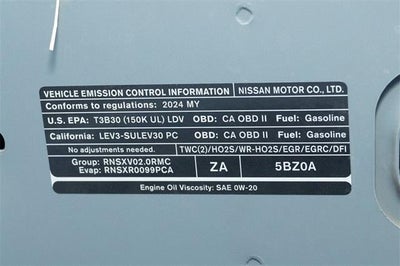 VEHICLE EMISSION CONTROL INFORMATION NISSAN MOTOR CO., LTD.
Conforms to regulations: 2024 MY
U.S. EPA: T3B30 (150K UL) LDV OBD: CA OBD II Fuel: Gasoline
California: LEV3-SULEV30 PC OBD: CA OBD II Fuel: Gasoline
No adjustments needed. TWC(2)/HO2S/WR-HO2S/EGR/EGRC/DFI
Group: RNSXV02.0RMC
Evap: RNSXR0099PCA
ZA
5BZ0A
Engine Oil Viscosity: SAE 0W-20